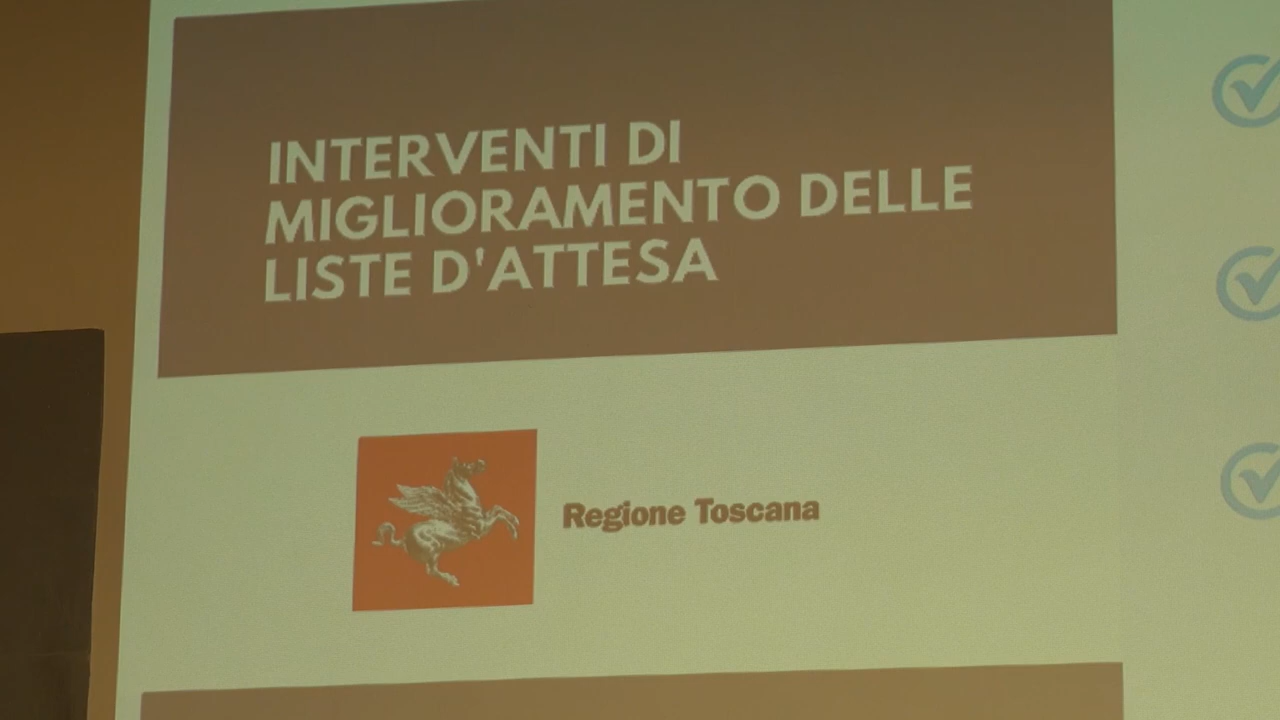 INTERVENTI DI
MIGLIORAMENTO DELLE
LISTE D'ATTESA
Regione Toscana